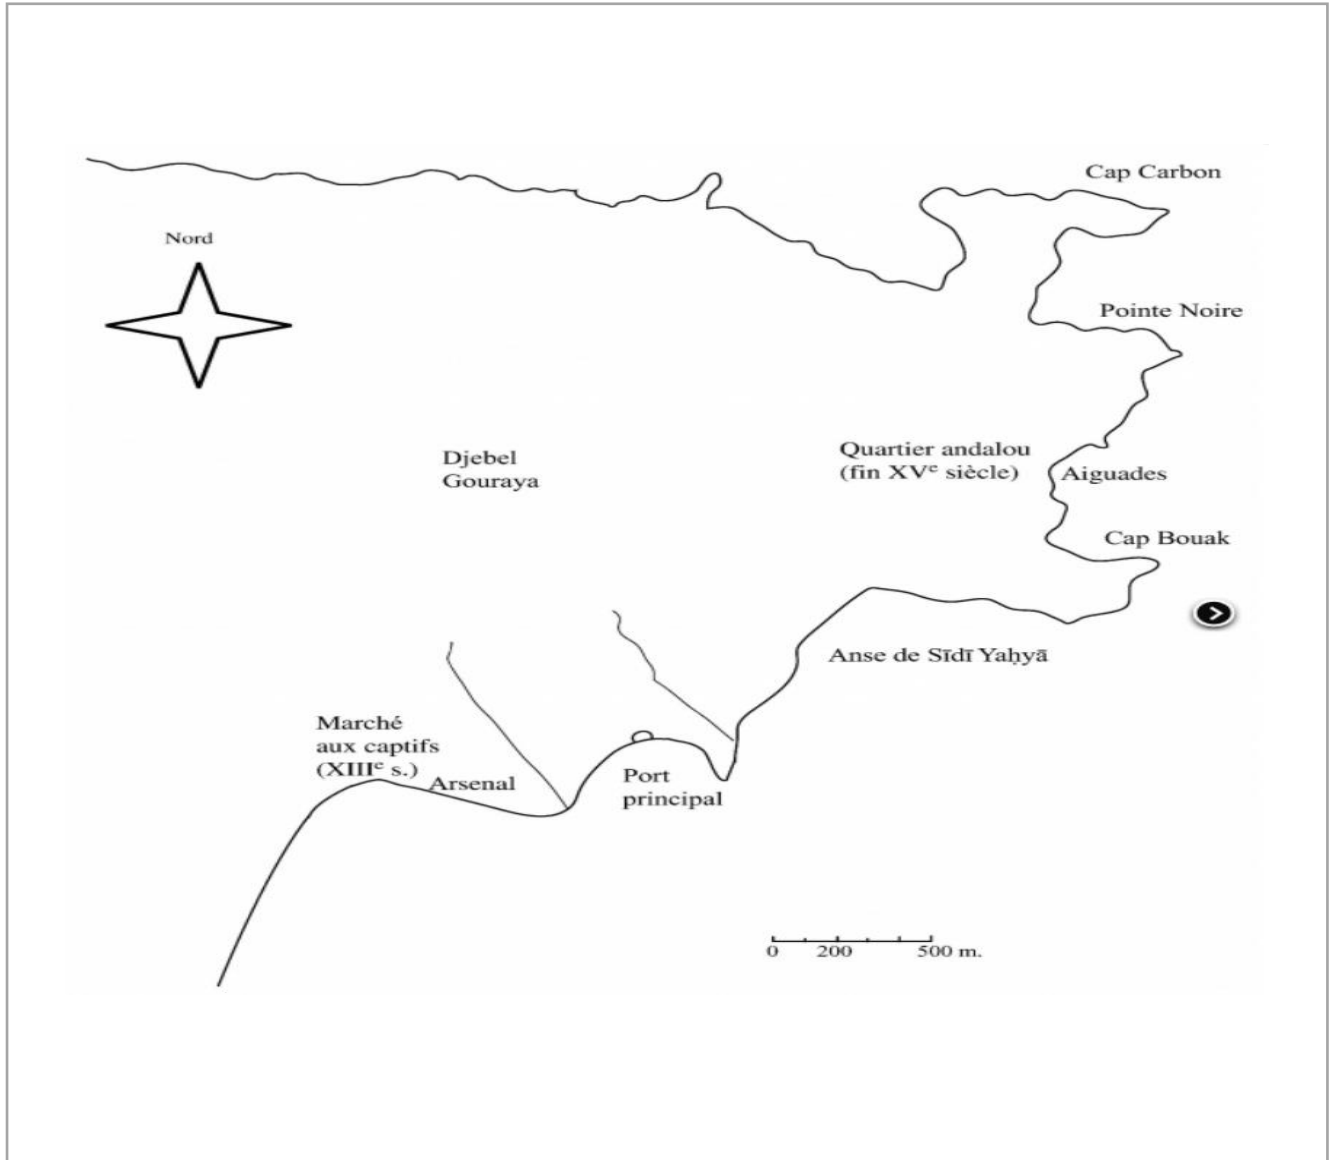 Cap Carbon
Nord
Pointe Noire
Quartier andalou
(fin XVᵉ siècle)
Djebel
Gouraya
Aiguades
Cap Bouak
Anse de Sīdī Yaḥyā
Marché
aux captifs
(XIIIᵉ s.)
Arsenal
Port
principal
0 200 500 m.